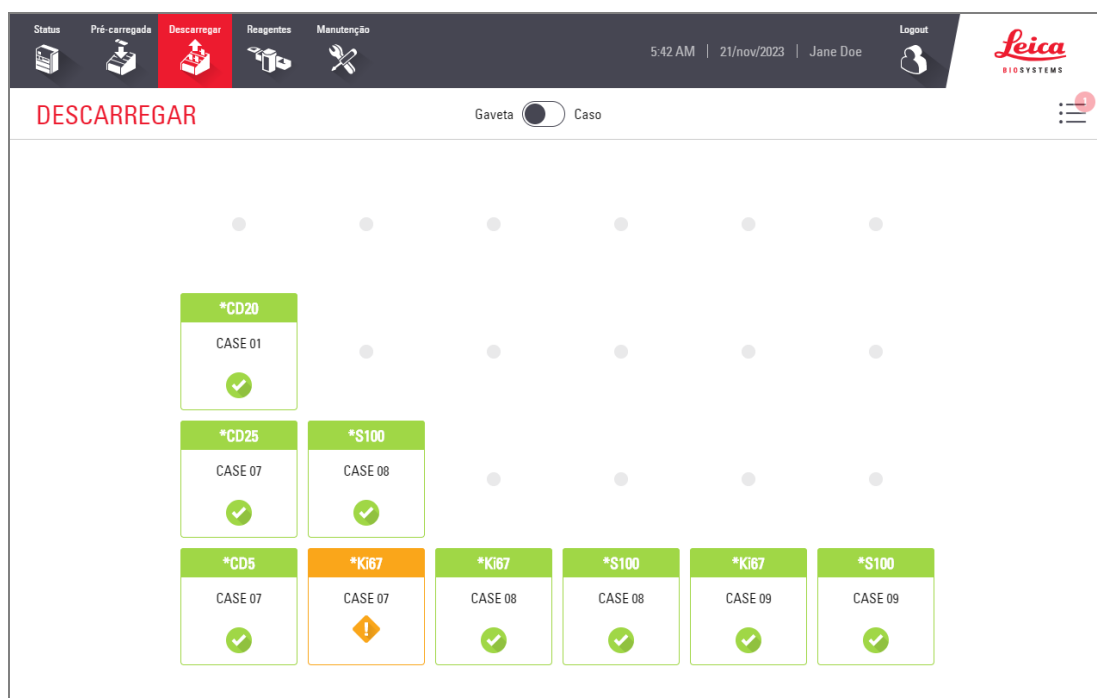 Status Pré-carregada Descarregar Reagentes Manutenção Logout
5:42 AM | 21/nov/2023 | Jane Doe
Leica
BIOSYSTEMS
DESCARREGAR Gaveta Caso 1
*CD20
CASE 01
*CD25 *S100
CASE 07 CASE 08
*CD5 *Ki67 *Ki67 *S100 *Ki67 *S100
CASE 07 CASE 07 CASE 08 CASE 08 CASE 09 CASE 09